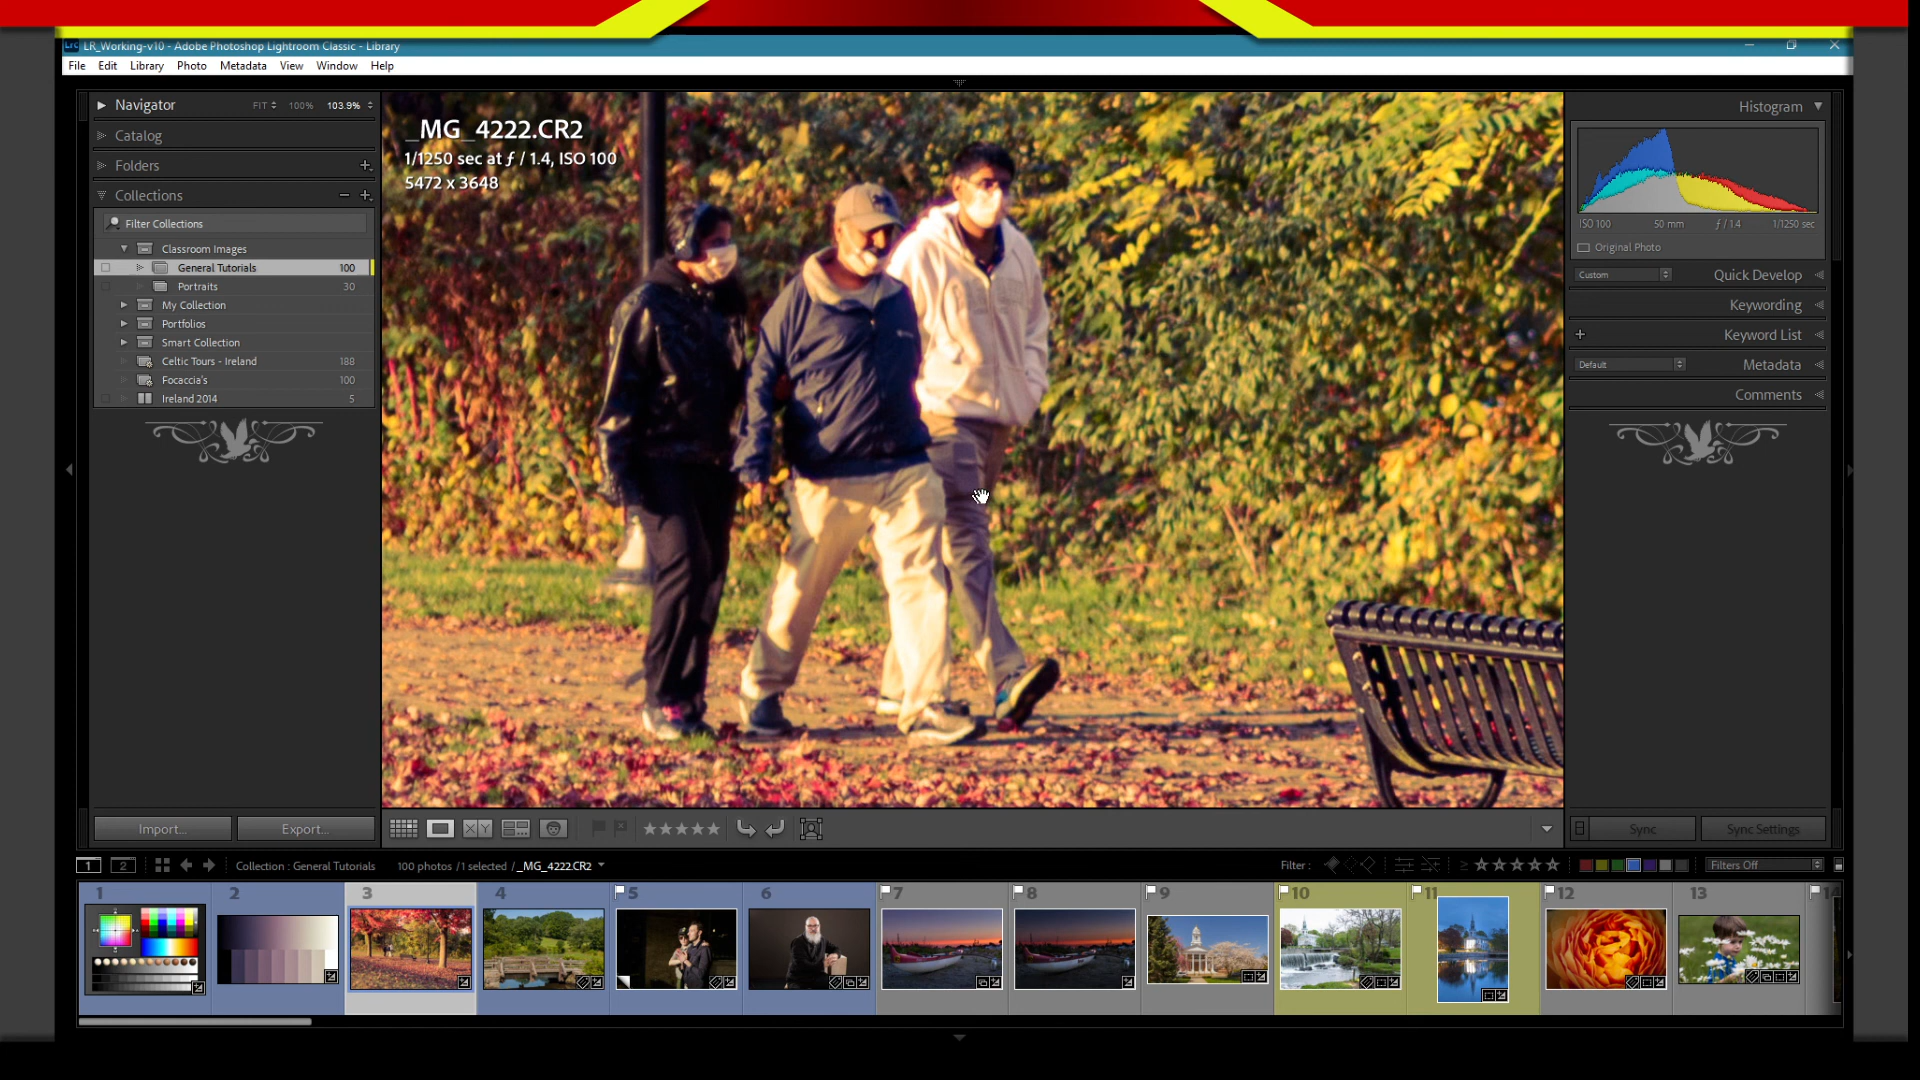 Lrc LR_Working-v10 - Adobe Photoshop Lightroom Classic - Library
File Edit Library Photo Metadata View Window Help
Navigator FIT 100% 103.9%
Catalog
Folders
Collections
Filter Collections
Classroom Images
General Tutorials 100
Portraits 30
My Collection
Portfolios
Smart Collection
Celtic Tours - Ireland 188
Focaccia's 100
Ireland 2014 5
Import...
Export...
_MG_4222.CR2
1/1250 sec at ƒ / 1.4, ISO 100
5472 x 3648
Histogram
ISO 100 50 mm ƒ / 1.4 1/1250 sec
Original Photo
Custom Quick Develop
Keywording
Keyword List
Default Metadata
Comments
XY
Sync Sync Settings
1 2 Collection : General Tutorials 100 photos /1 selected /_MG_4222.CR2 Filter : Filters Off
1 2 3 4 5 6 7 8 9 10 11 12 13 14